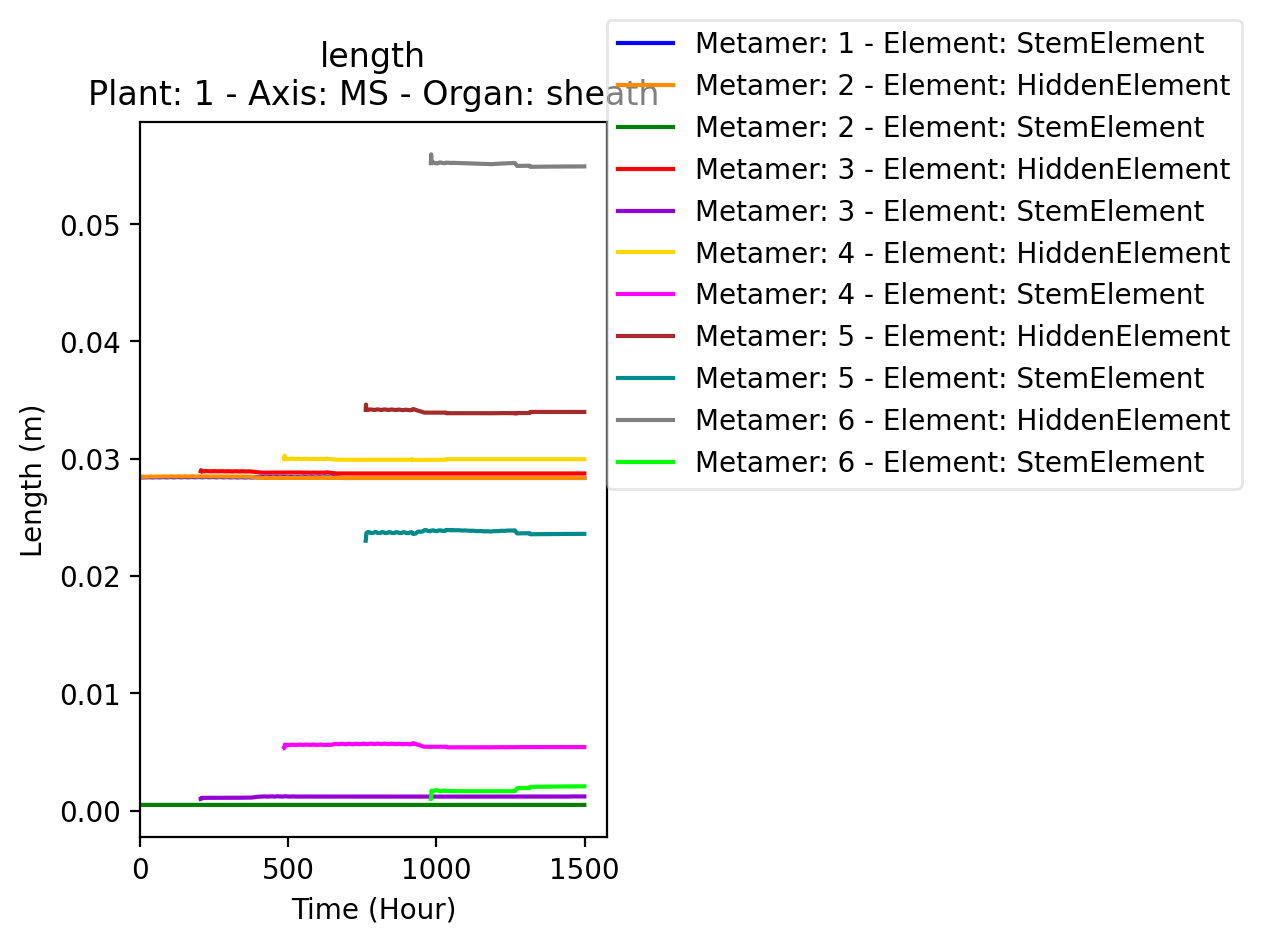 length
Plant: 1 - Axis: MS - Organ: sheath
Metamer: 1 - Element: StemElement
Metamer: 2 - Element: HiddenElement
Metamer: 2 - Element: StemElement
Metamer: 3 - Element: HiddenElement
Metamer: 3 - Element: StemElement
Metamer: 4 - Element: HiddenElement
Metamer: 4 - Element: StemElement
Metamer: 5 - Element: HiddenElement
Metamer: 5 - Element: StemElement
Metamer: 6 - Element: HiddenElement
Metamer: 6 - Element: StemElement
Length (m)
0.05
0.04
0.03
0.02
0.01
0.00
0 500 1000 1500
Time (Hour)